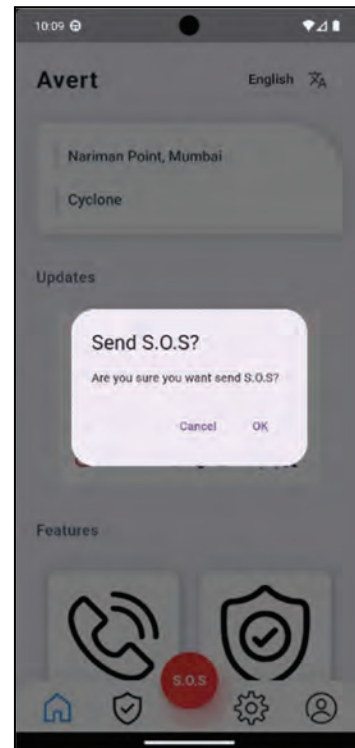 10:09
Avert
English
Nariman Point, Mumbai
Cyclone
Updates
Send S.O.S?
Are you sure you want send S.O.S?
Cancel OK
Features
S.O.S